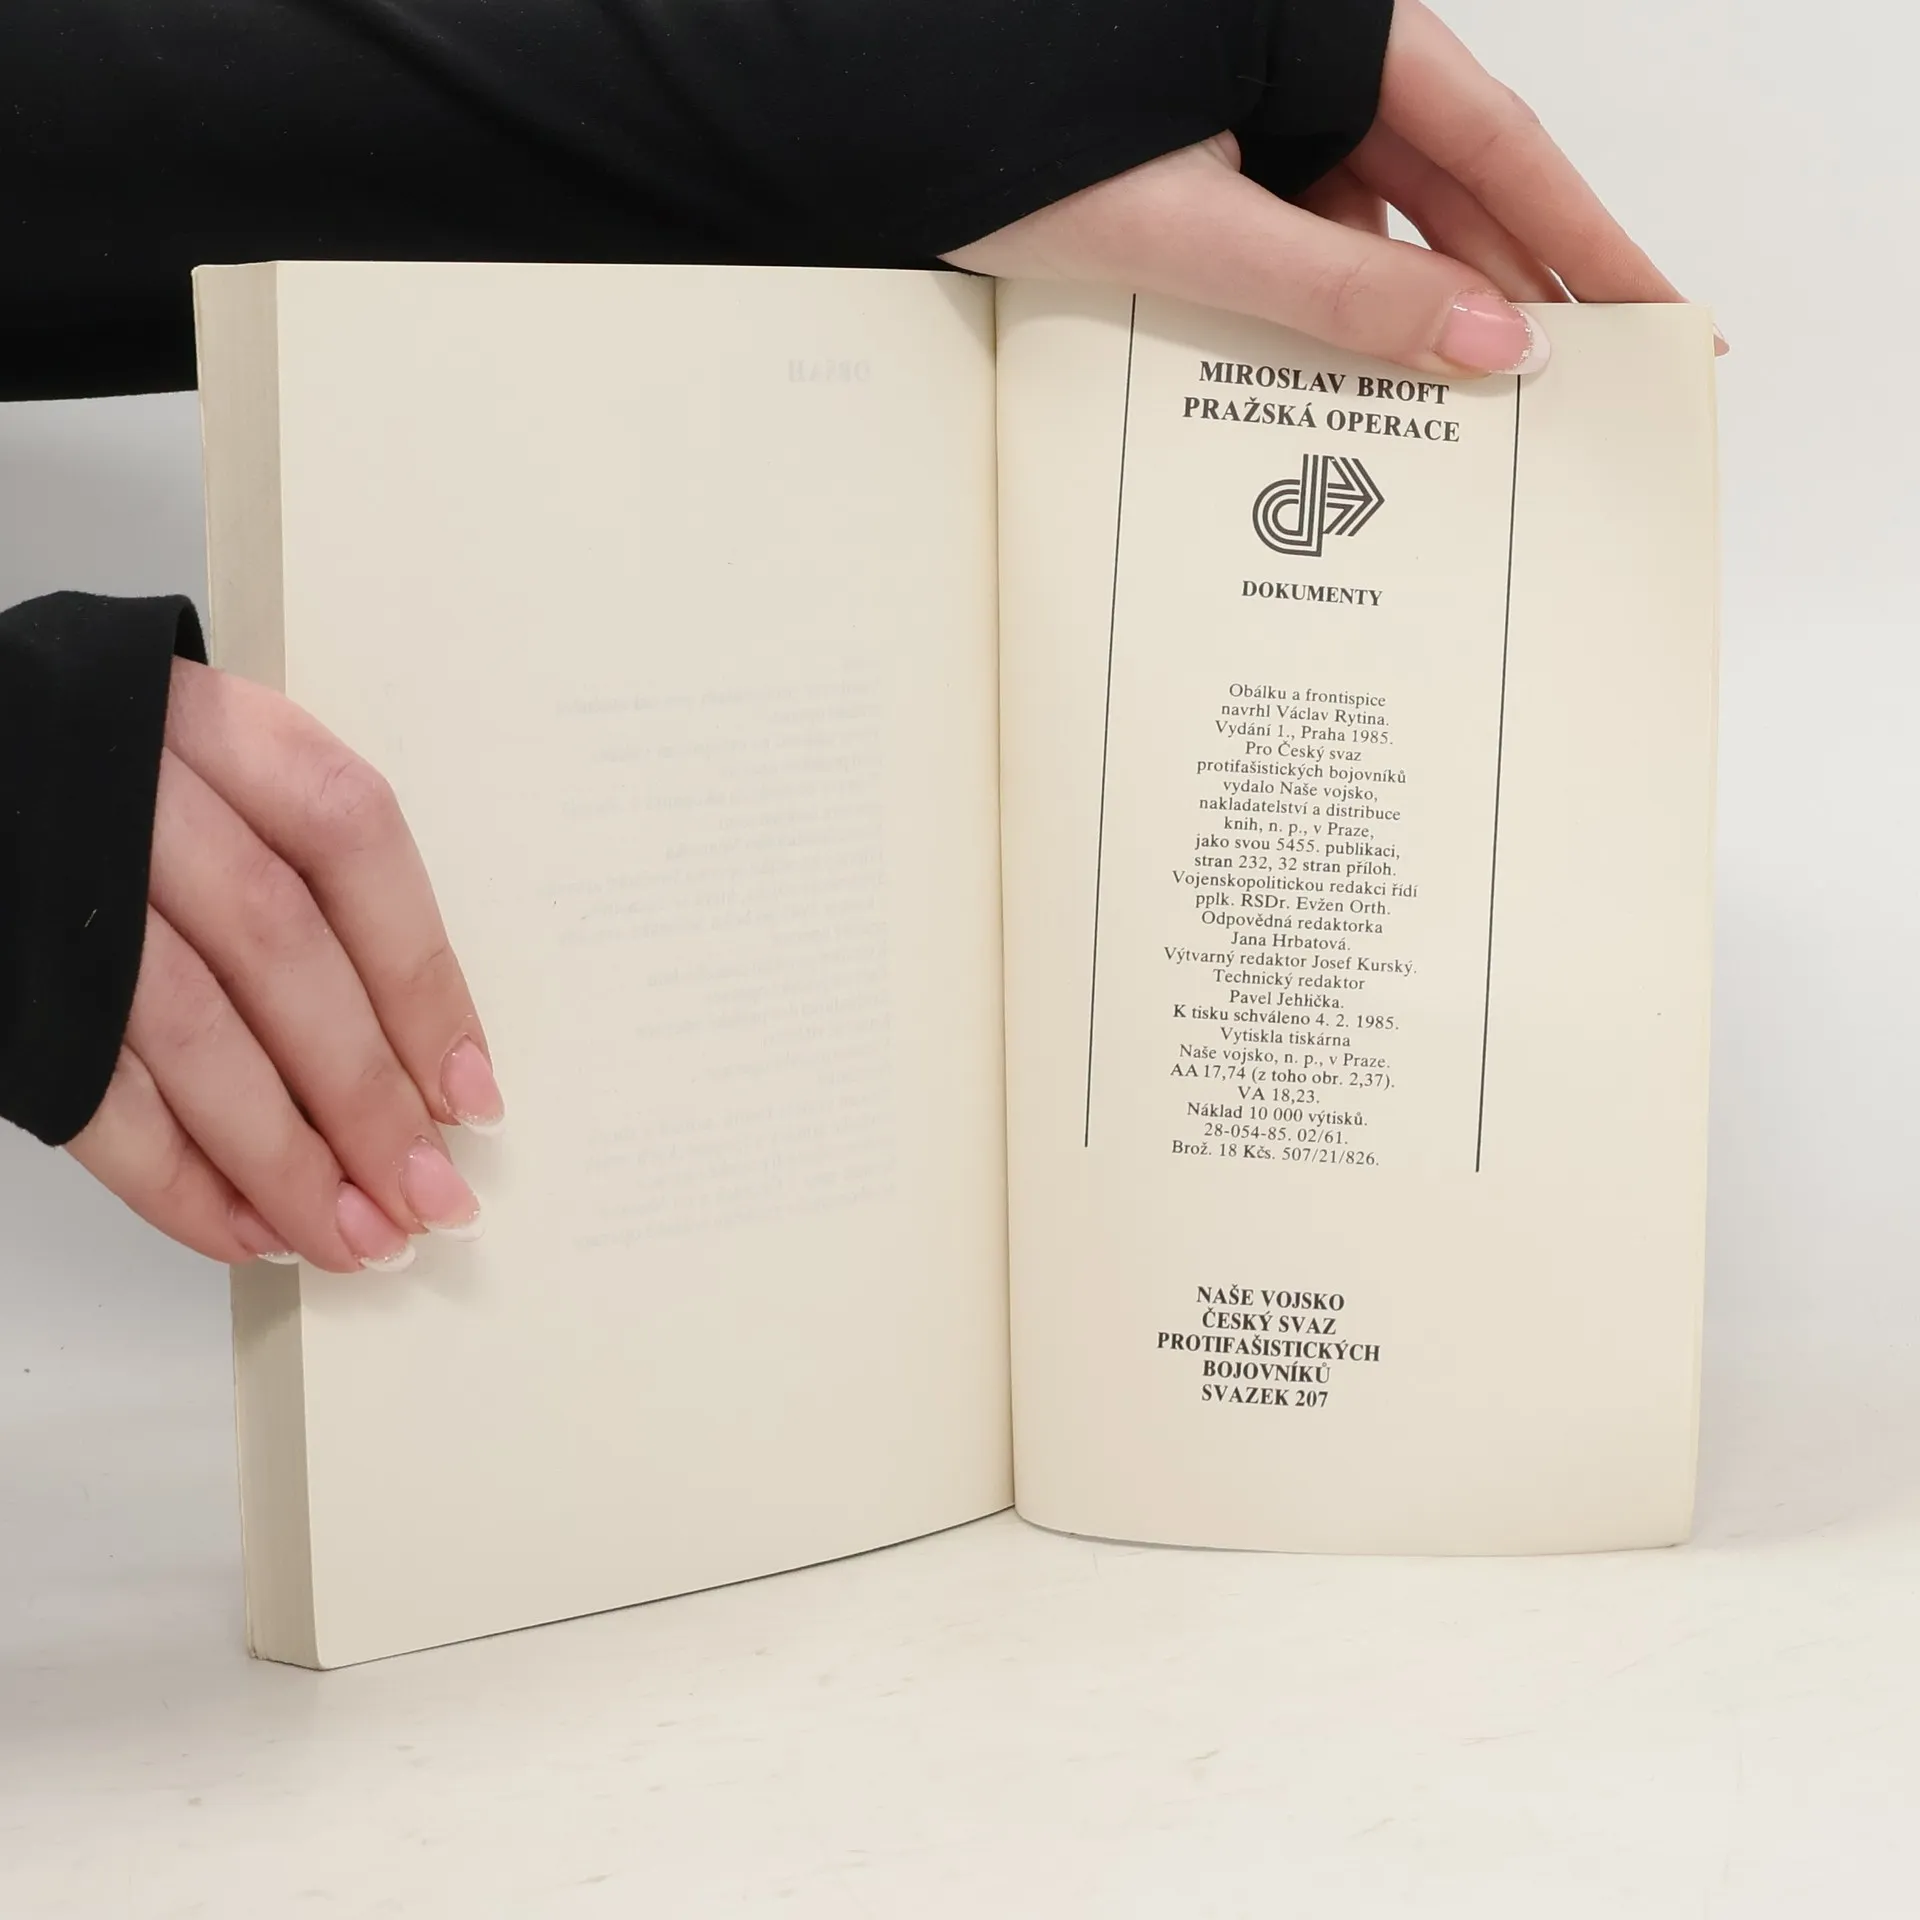 OBSAH
MIROSLAV BROFT
PRAŽSKÁ OPERACE
DOKUMENTY
Obálku a frontispice
navrhl Václav Rytina.
Vydání 1., Praha 1985.
Pro Český svaz
protifašistických bojovníků
vydalo Naše vojsko,
nakladatelství a distribuce
knih, n. p., v Praze,
jako svou 5455. publikaci,
stran 232, 32 stran příloh.
Vojenskopolitickou redakci řídí
pplk. RSDr. Evžen Orth.
Odpovědná redaktorka
Jana Hrbatová.
Výtvarný redaktor Josef Kurský.
Technický redaktor
Pavel Jehlička.
K tisku schváleno 4. 2. 1985.
Vytiskla tiskárna
Naše vojsko, n. p., v Praze.
AA 17,74 (z toho obr. 2,37).
VA 18,23.
Náklad 10 000 výtisků.
28-054-85. 02/61.
Brož. 18 Kčs. 507/21/826.
NAŠE VOJSKO
ČESKÝ SVAZ
PROTIFAŠISTICKÝCH
BOJOVNÍKŮ
SVAZEK 207